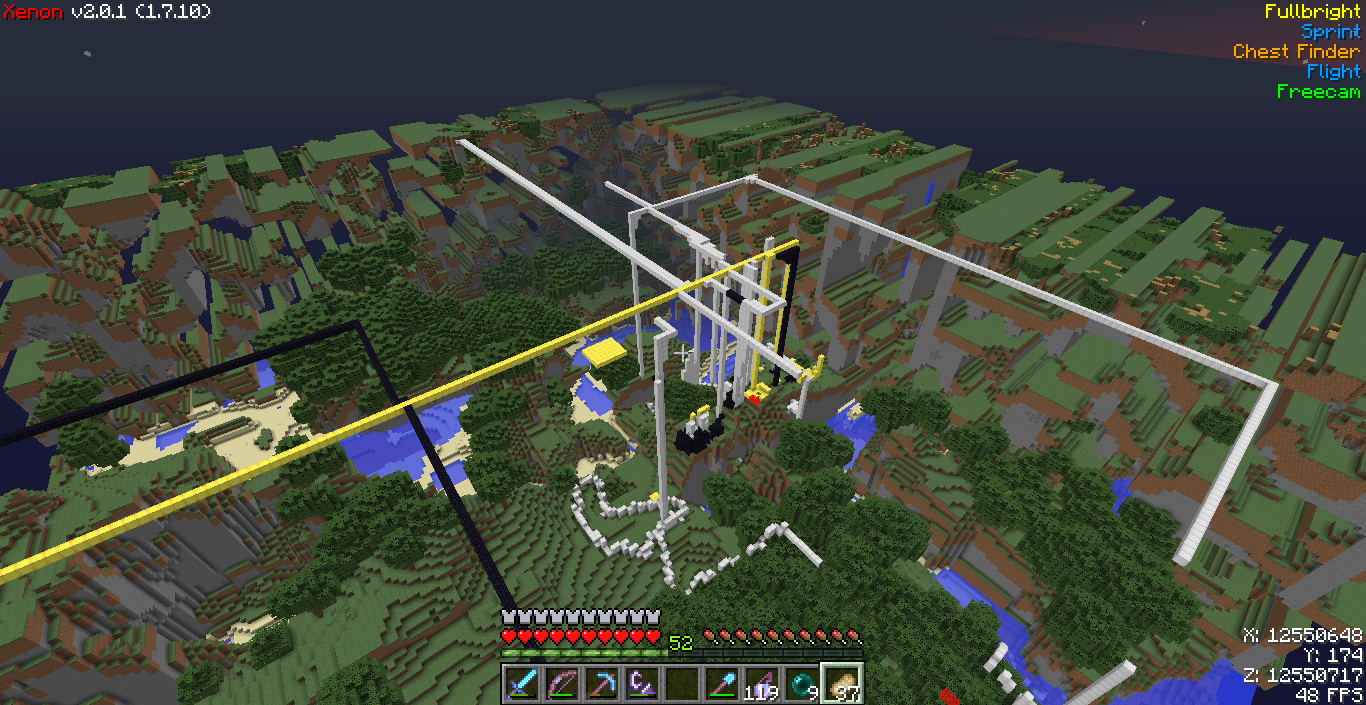 Xenon v2.0.1 (1.7.10)
Fullbright
Sprint
Chest Finder
Flight
Freecam
52
119
9
37
X: 12550648
Y: 174
Z: 12550717
48 FPS